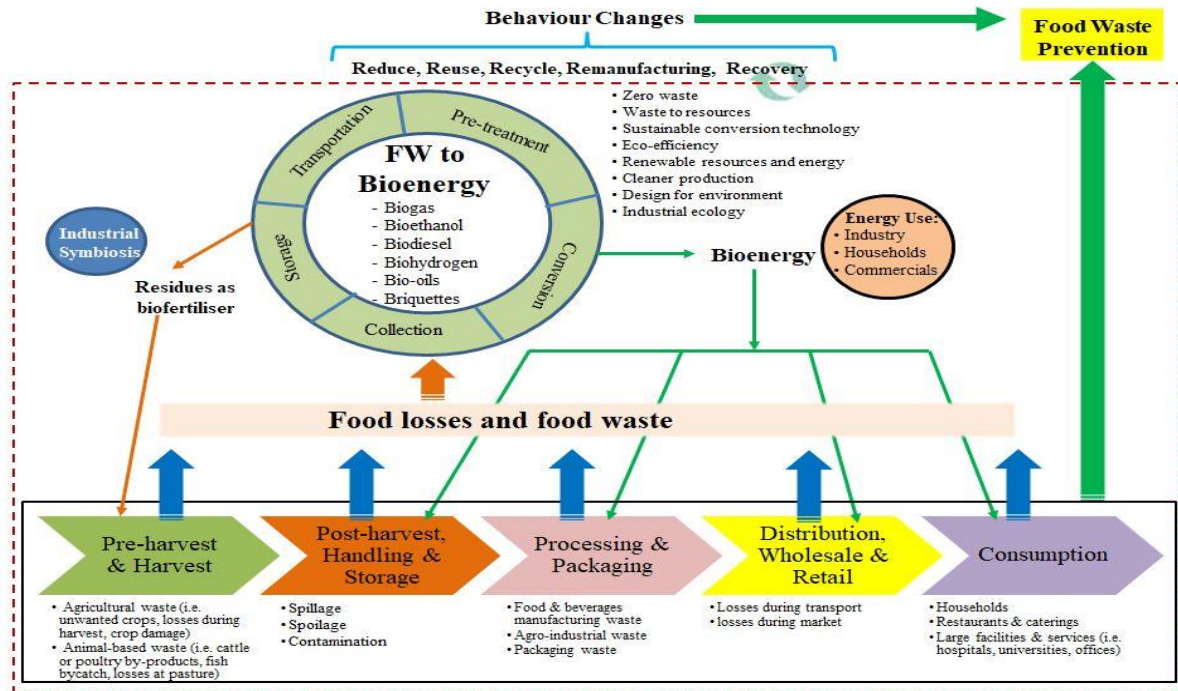 Behaviour Changes
Food Waste
Prevention
Reduce, Reuse, Recycle, Remanufacturing, Recovery
• Zero waste
• Waste to resources
• Sustainable conversion technology
• Eco-efficiency
• Renewable resources and energy
• Cleaner production
• Design for environment
• Industrial ecology
Transportation
Pre-treatment
Conversion
Collection
Storage
FW to
Bioenergy
- Biogas
- Bioethanol
- Biodiesel
- Biohydrogen
- Bio-oils
- Briquettes
Industrial
Symbiosis
Residues as
biofertiliser
Bioenergy
Energy Use:
• Industry
• Households
• Commercials
Food losses and food waste
Pre-harvest
& Harvest
Post-harvest,
Handling &
Storage
Processing &
Packaging
Distribution,
Wholesale &
Retail
Consumption
• Agricultural waste (i.e.
unwanted crops, losses during
harvest, crop damage)
• Animal-based waste (i.e. cattle
or poultry by-products, fish
bycatch, losses at pasture)
• Spillage
• Spoilage
• Contamination
• Food & beverages
manufacturing waste
• Agro-industrial waste
• Packaging waste
• Losses during transport
• losses during market
• Households
• Restaurants & caterings
• Large facilities & services (i.e.
hospitals, universities, offices)